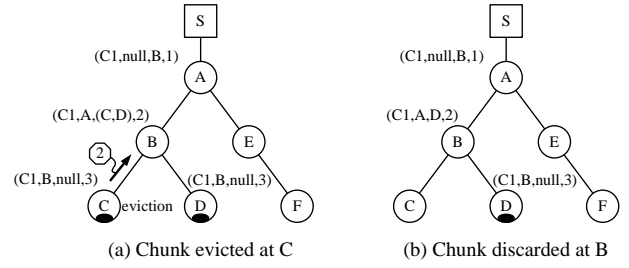 S
(C1,null,B,1)
A
(C1,A,(C,D),2)
B
E
2
(C1,B,null,3)
(C1,B,null,3)
C
eviction
D
F
(a) Chunk evicted at C
S
(C1,null,B,1)
A
(C1,A,D,2)
B
E
(C1,B,null,3)
C
D
F
(b) Chunk discarded at B